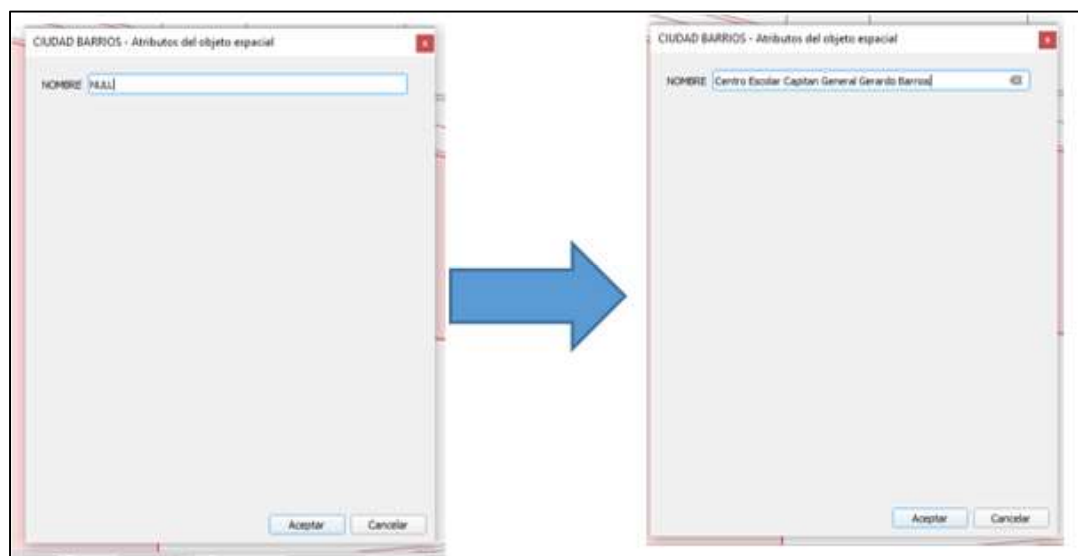 CIUDAD BARRIOS - Atributos del objeto espacial
NOMBRE NULL
Aceptar Cancelar
CIUDAD BARRIOS - Atributos del objeto espacial
NOMBRE Centro Escolar Capitan General Gerardo Barrios
Aceptar Cancelar